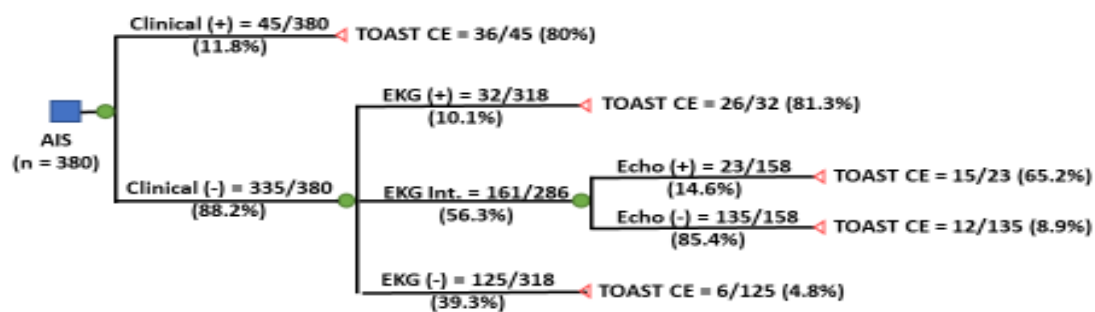 Clinical (+) = 45/380
(11.8%)
TOAST CE = 36/45 (80%)
EKG (+) = 32/318
(10.1%)
TOAST CE = 26/32 (81.3%)
AIS
(n = 380)
Clinical (-) = 335/380
(88.2%)
EKG Int. = 161/286
(56.3%)
Echo (+) = 23/158
(14.6%)
TOAST CE = 15/23 (65.2%)
Echo (-) = 135/158
(85.4%)
TOAST CE = 12/135 (8.9%)
EKG (-) = 125/318
(39.3%)
TOAST CE = 6/125 (4.8%)